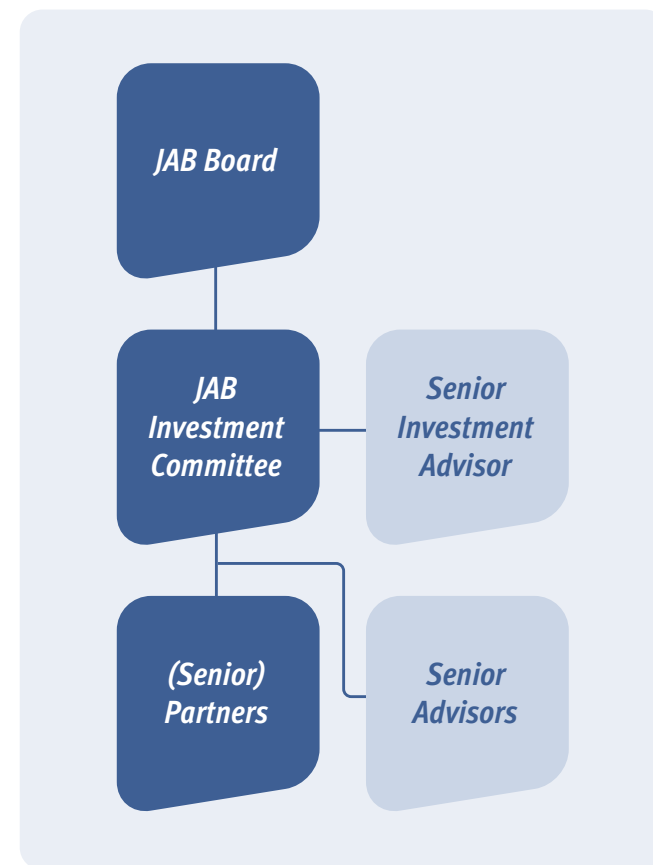 JAB Board
JAB
Investment
Committee
Senior
Investment
Advisor
(Senior)
Partners
Senior
Advisors